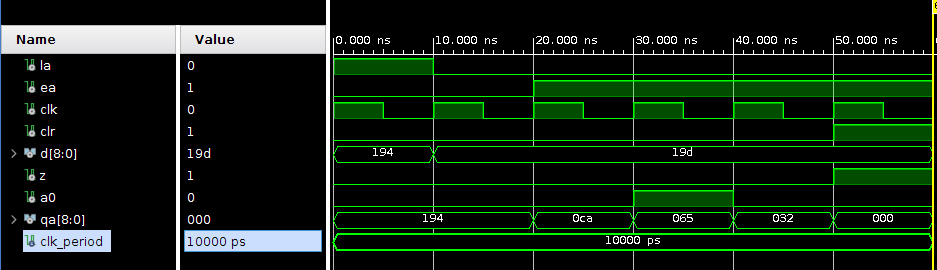 Name Value
0.000 ns 10.000 ns 20.000 ns 30.000 ns 40.000 ns 50.000 ns
la 0
ea 1
clk 0
clr 1
d[8:0] 19d 194 19d
z 1
a0 0
qa[8:0] 000 194 0ca 065 032 000
clk_period 10000 ps 10000 ps